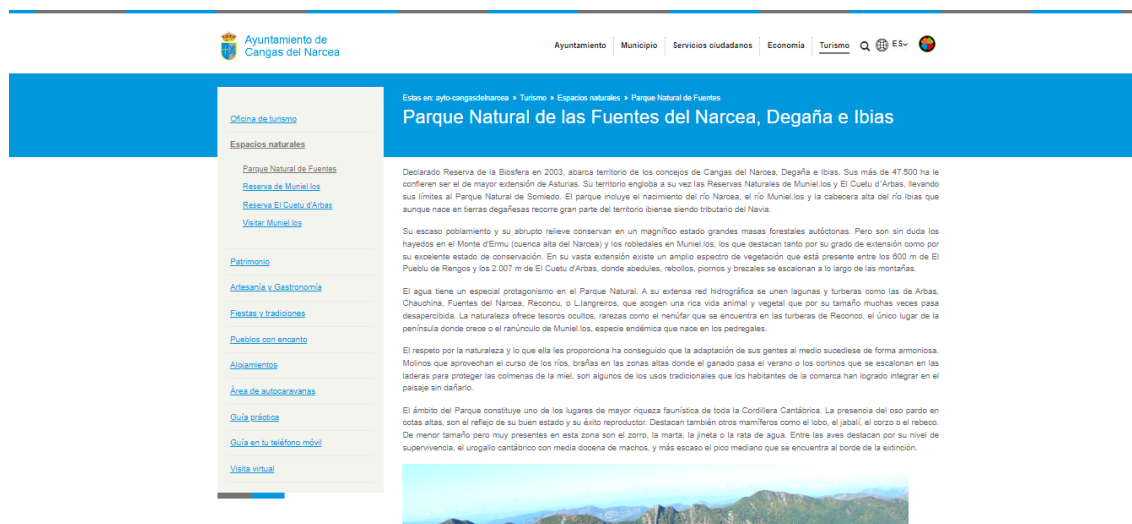 Ayuntamiento de
Cangas del Narcea
Ayuntamiento Municipio Servicios ciudadanos Economía Turismo ES
Estas en: ayto-cangasdelnarcea » Turismo » Espacios naturales » Parque Natural de Fuentes
Parque Natural de las Fuentes del Narcea, Degaña e Ibias
Oficina de turismo
Espacios naturales
Parque Natural de Fuentes
Reserva de Muniel.los
Reserva El Cuetu d'Arbas
Visitar Muniel.los
Patrimonio
Artesanía y Gastronomía
Fiestas y tradiciones
Pueblos con encanto
Alojamientos
Área de autocaravanas
Guía práctica
Guía en tu teléfono móvil
Visita virtual
Declarado Reserva de la Biosfera en 2003, abarca territorio de los concejos de Cangas del Narcea, Degaña e Ibias. Sus más de 47.500 ha le
confieren ser el de mayor extensión de Asturias. Su territorio engloba a su vez las Reservas Naturales de Muniel.los y El Cuetu d'Arbas, llevando
sus límites al Parque Natural de Somiedo. El parque incluye el nacimiento del río Narcea, el río Muniel.los y la cabecera alta del río Ibias que
aunque nace en tierras degañesas recorre gran parte del territorio ibiense siendo tributario del Navia.
Su escaso poblamiento y su abrupto relieve conservan en un magnífico estado grandes masas forestales autóctonas. Pero son sin duda los
hayedos en el Monte d'Ermu (cuenca alta del Narcea) y los robledales en Muniel.los, los que destacan tanto por su grado de extensión como por
su excelente estado de conservación. En su vasta extensión existe un amplio espectro de vegetación que está presente entre los 600 m de El
Pueblu de Rengos y los 2.007 m de El Cuetu d'Arbas, donde abedules, rebollos, piornos y brezales se escalonan a lo largo de las montañas.
El agua tiene un especial protagonismo en el Parque Natural. A su extensa red hidrográfica se unen lagunas y turberas como las de Arbas,
Chauchina, Fuentes del Narcea, Reconcu, o L.langreiros, que acogen una rica vida animal y vegetal que por su tamaño muchas veces pasa
desapercibida. La naturaleza ofrece tesoros ocultos, rarezas como el nenúfar que se encuentra en las turberas de Reconco, el único lugar de la
península donde crece o el ranúnculo de Muniel.los, especie endémica que nace en los pedregales.
El respeto por la naturaleza y lo que ella les proporciona ha conseguido que la adaptación de sus gentes al medio sucediese de forma armoniosa.
Molinos que aprovechan el curso de los ríos, brañas en las zonas altas donde el ganado pasa el verano o los cortinos que se escalonan en las
laderas para proteger las colmenas de la miel, son algunos de los usos tradicionales que los habitantes de la comarca han logrado integrar en el
paisaje sin dañarlo.
El ámbito del Parque constituye uno de los lugares de mayor riqueza faunística de toda la Cordillera Cantábrica. La presencia del oso pardo en
cotas altas, son el reflejo de su buen estado y su éxito reproductor. Destacan también otros mamíferos como el lobo, el jabalí, el corzo o el rebeco.
De menor tamaño pero muy presentes en esta zona son el zorro, la marta, la jineta o la rata de agua. Entre las aves destacan por su nivel de
supervivencia, el urogallo cantábrico con media docena de machos, y más escaso el pico mediano que se encuentra al borde de la extinción.